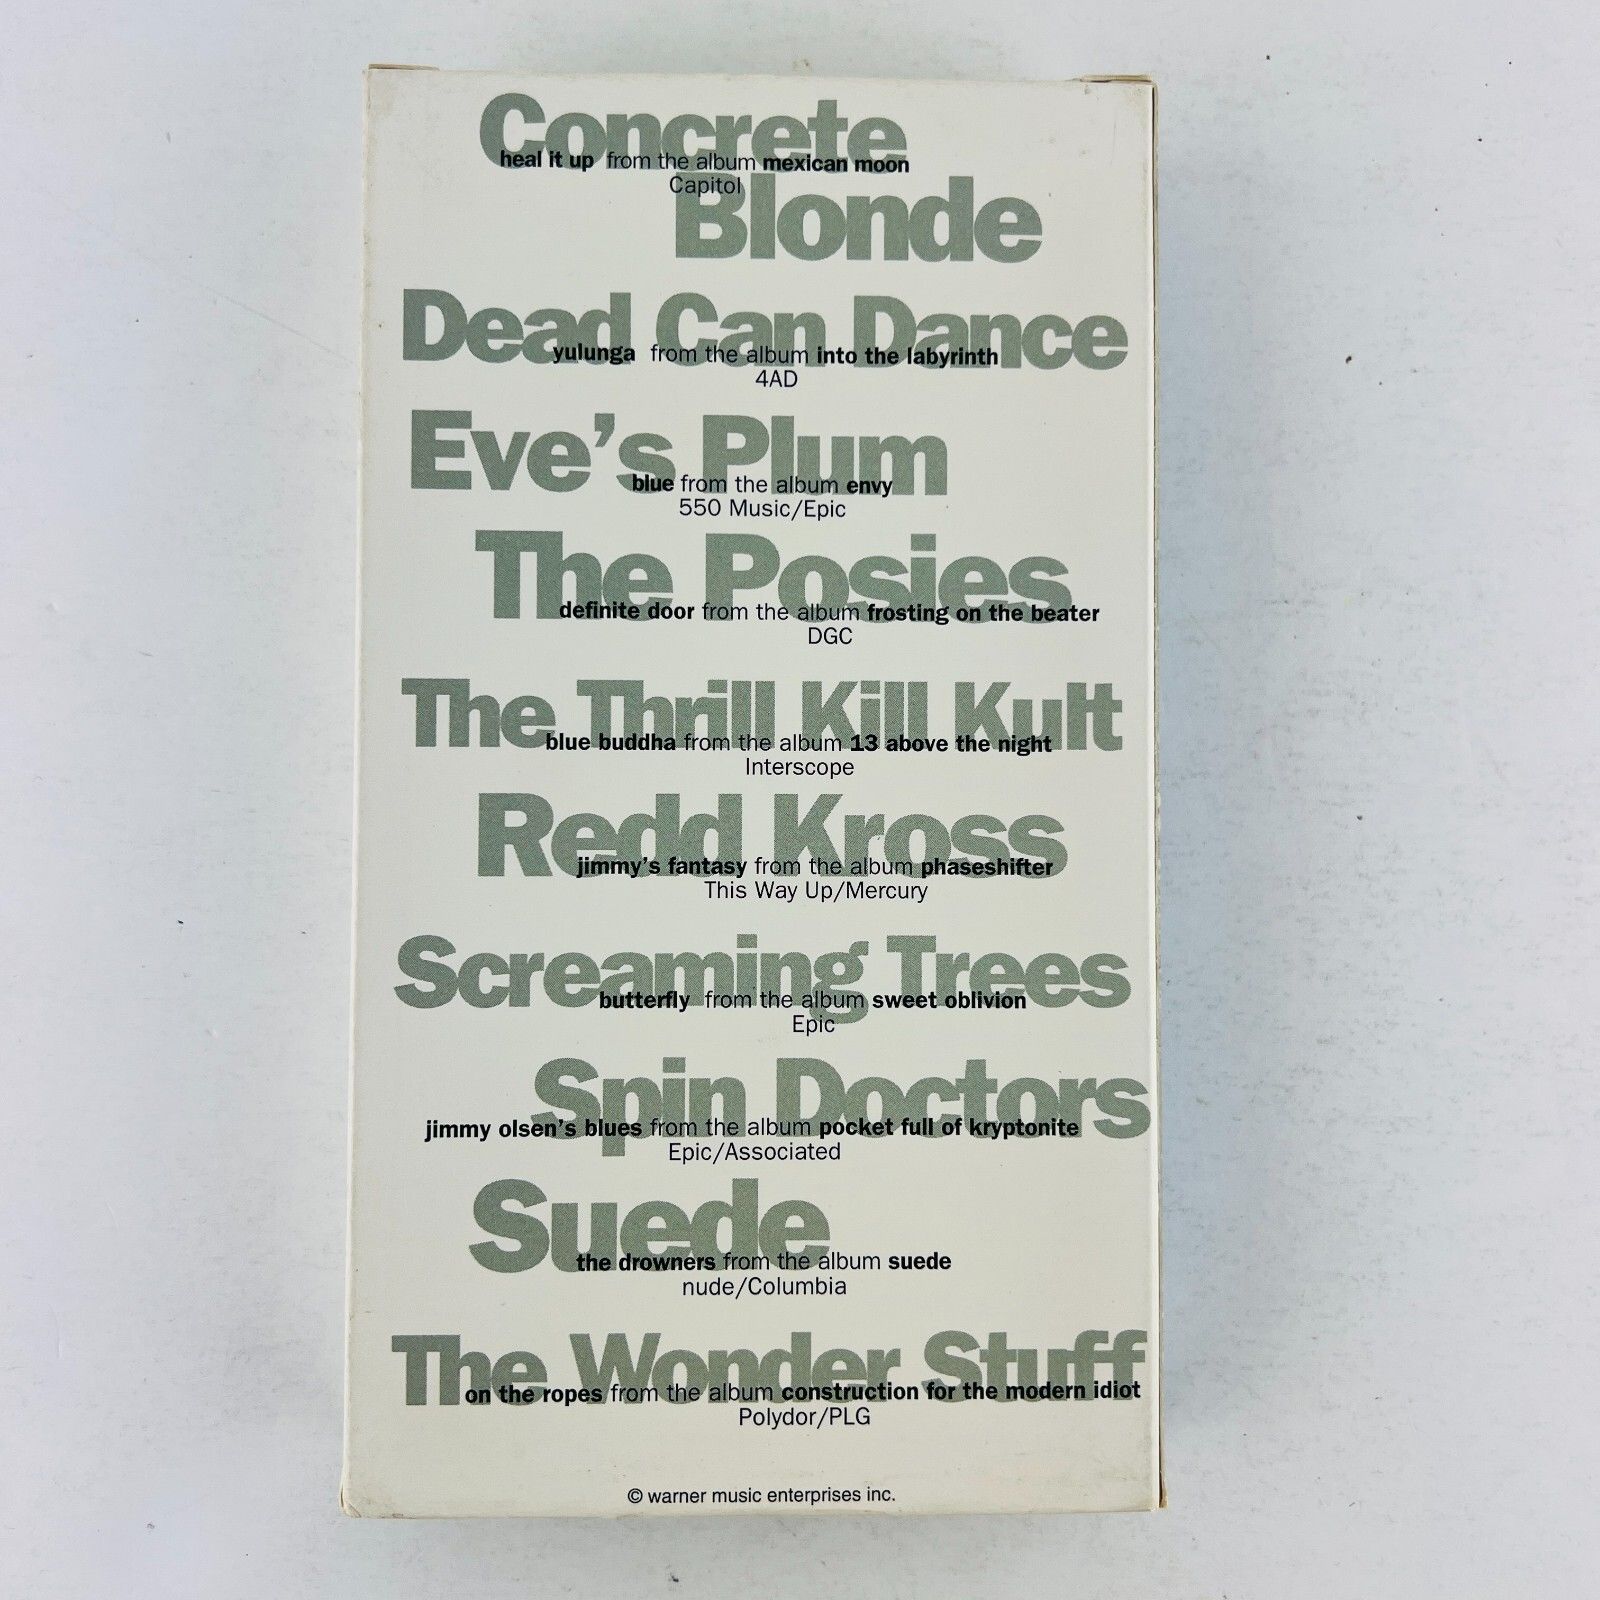 Concrete
heal it up from the album mexican moon
Capitol
Blonde
Dead Can Dance
yulunga from the album into the labyrinth
4AD
Eve's Plum
blue from the album envy
550 Music/Epic
The Posies
definite door from the album frosting on the beater
DGC
The Thrill Kill Kult
blue buddha from the album 13 above the night
Interscope
Redd Kross
jimmy's fantasy from the album phaseshifter
This Way Up/Mercury
Screaming Trees
butterfly from the album sweet oblivion
Epic
Spin Doctors
jimmy olsen's blues from the album pocket full of kryptonite
Epic/Associated
Suede
the drowners from the album suede
nude/Columbia
The Wonder Stuff
on the ropes from the album construction for the modern idiot
Polydor/PLG
© warner music enterprises inc.